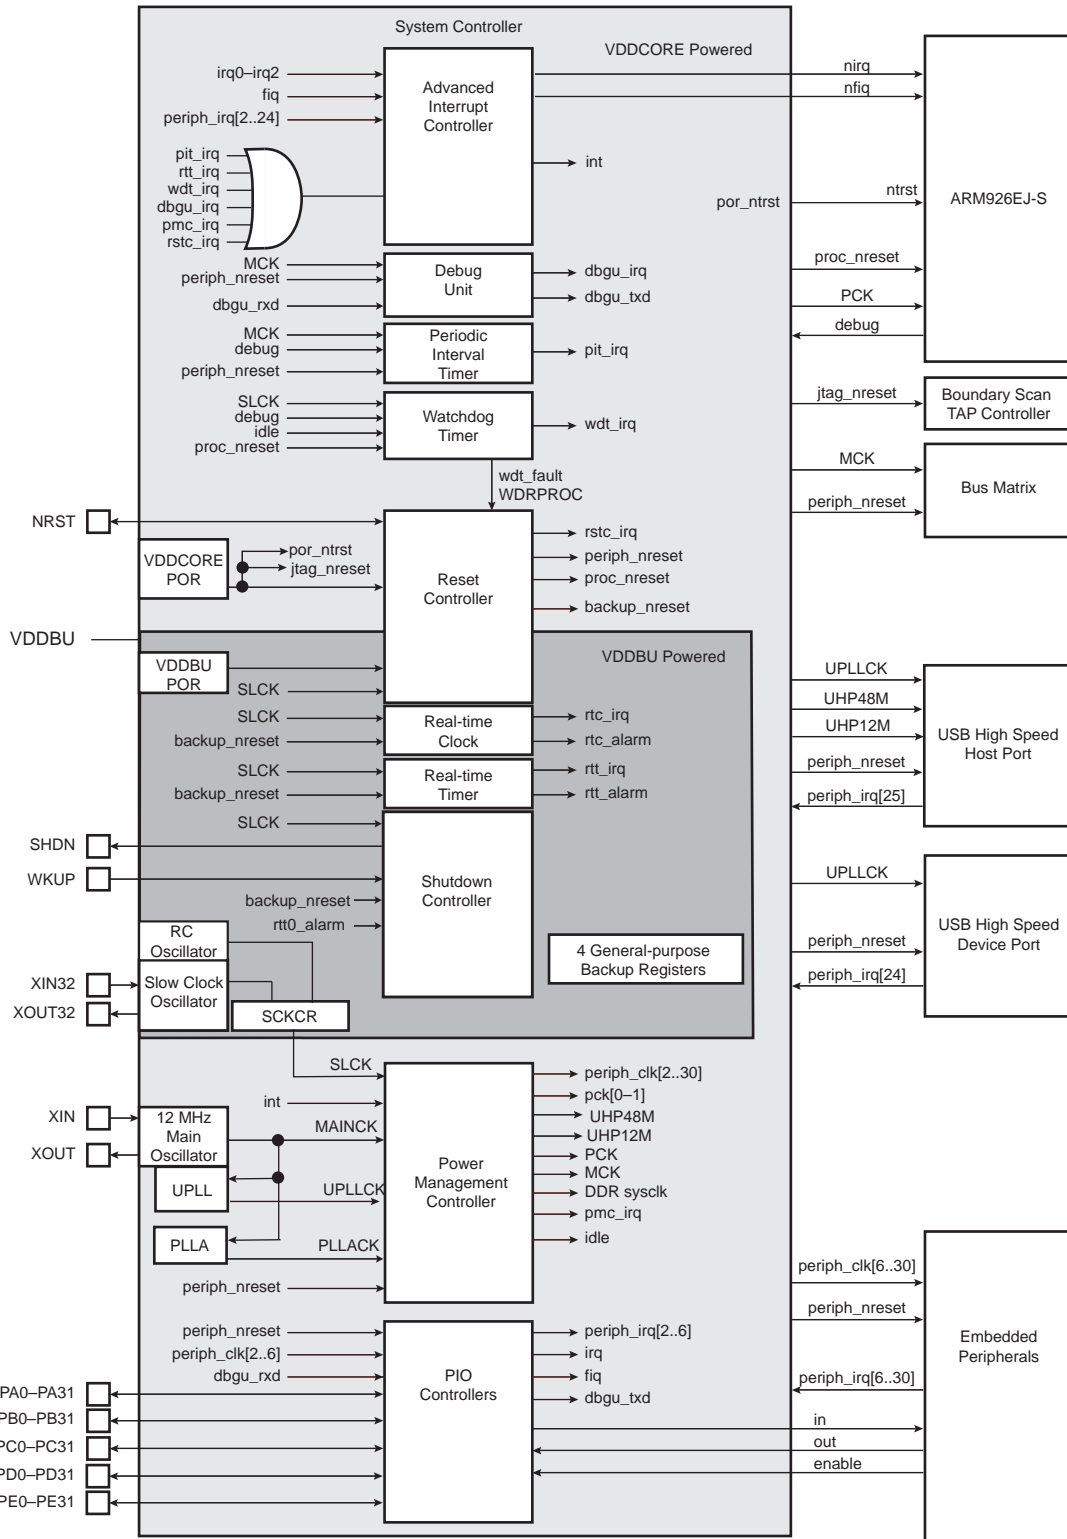 System Controller
VDDCORE Powered
irq0–irq2
fiq
periph_irq[2..24]
Advanced
Interrupt
Controller
nirq
nfiq
int
pit_irq
rtt_irq
wdt_irq
dbgu_irq
pmc_irq
rstc_irq
por_ntrst
ntrst
ARM926EJ-S
proc_nreset
PCK
debug
MCK
periph_nreset
dbgu_rxd
Debug
Unit
dbgu_irq
dbgu_txd
MCK
debug
periph_nreset
Periodic
Interval
Timer
pit_irq
SLCK
debug
idle
proc_nreset
Watchdog
Timer
wdt_irq
jtag_nreset
Boundary Scan
TAP Controller
MCK
periph_nreset
Bus Matrix
wdt_fault
WDRPROC
NRST
VDDCORE
POR
por_ntrst
jtag_nreset
Reset
Controller
rstc_irq
periph_nreset
proc_nreset
backup_nreset
VDDBU
VDDBU Powered
VDDBU
POR
SLCK
SLCK
backup_nreset
Real-time
Clock
rtc_irq
rtc_alarm
SLCK
backup_nreset
Real-time
Timer
rtt_irq
rtt_alarm
UPLLCK
UHP48M
UHP12M
periph_nreset
periph_irq[25]
USB High Speed
Host Port
SLCK
SHDN
WKUP
backup_nreset
rtt0_alarm
Shutdown
Controller
4 General-purpose
Backup Registers
UPLLCK
periph_nreset
periph_irq[24]
USB High Speed
Device Port
RC
Oscillator
XIN32
XOUT32
Slow Clock
Oscillator
SCKCR
SLCK
int
XIN
XOUT
12 MHz
Main
Oscillator
MAINCK
UPLL
UPLLCK
PLLA
PLLACK
periph_nreset
Power
Management
Controller
periph_clk[2..30]
pck[0–1]
UHP48M
UHP12M
PCK
MCK
DDR sysclk
pmc_irq
idle
periph_nreset
periph_clk[2..6]
dbgu_rxd
PIO
Controllers
periph_irq[2..6]
irq
fiq
dbgu_txd
PA0–PA31
PB0–PB31
PC0–PC31
PD0–PD31
PE0–PE31
periph_clk[6..30]
periph_nreset
periph_irq[6..30]
in
out
enable
Embedded
Peripherals